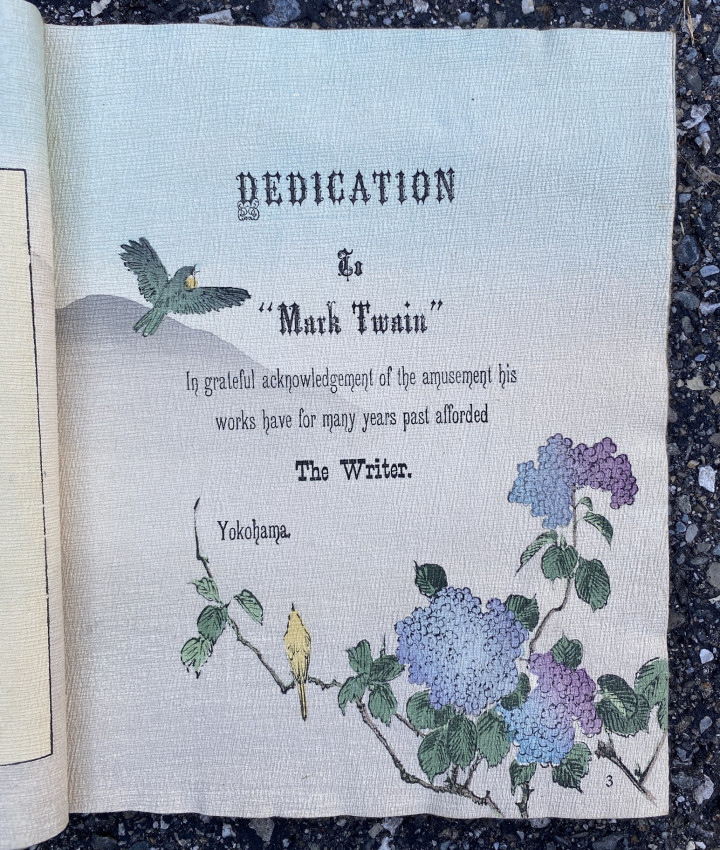 DEDICATION
To
“Mark Twain”
In grateful acknowledgement of the amusement his
works have for many years past afforded
The Writer.
Yokohama.
3